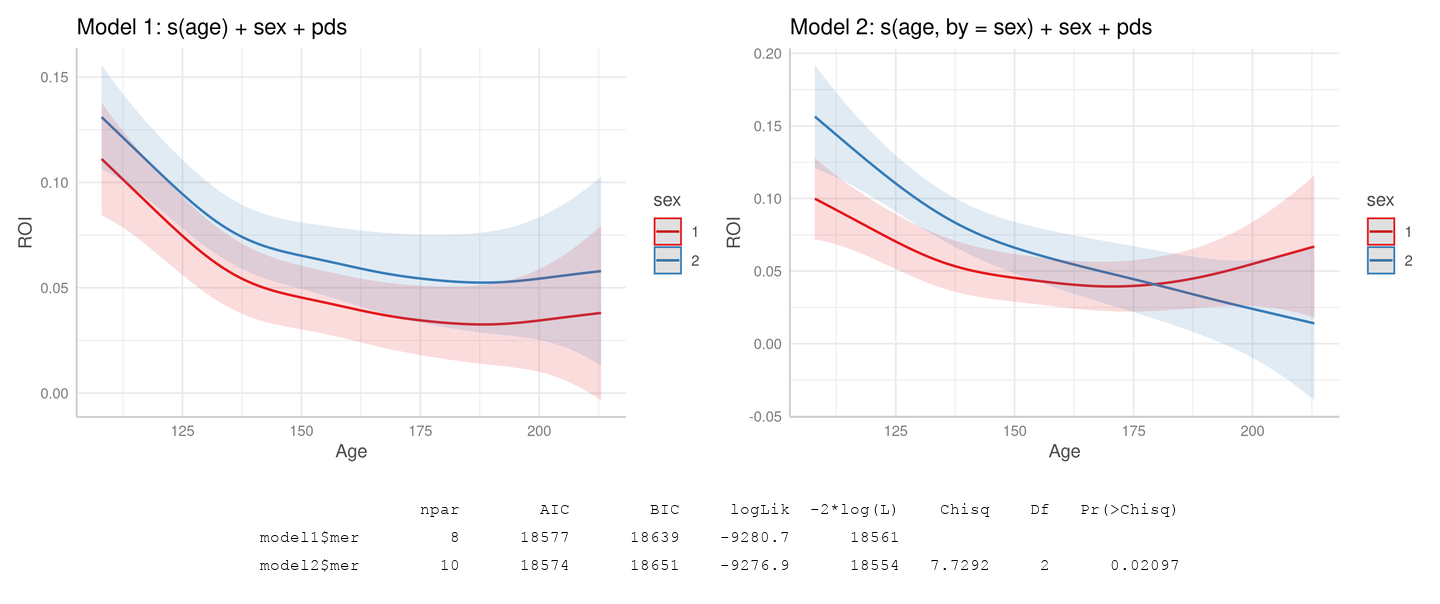 Model 1: s(age) + sex + pds
0.15
0.10
0.05
0.00
ROI
125 150 175 200
Age
sex
1
2
Model 2: s(age, by = sex) + sex + pds
0.20
0.15
0.10
0.05
0.00
-0.05
ROI
125 150 175 200
Age
sex
1
2
npar AIC BIC logLik -2*log(L) Chisq Df Pr(>Chisq)
model1$mer 8 18577 18639 -9280.7 18561
model2$mer 10 18574 18651 -9276.9 18554 7.7292 2 0.02097